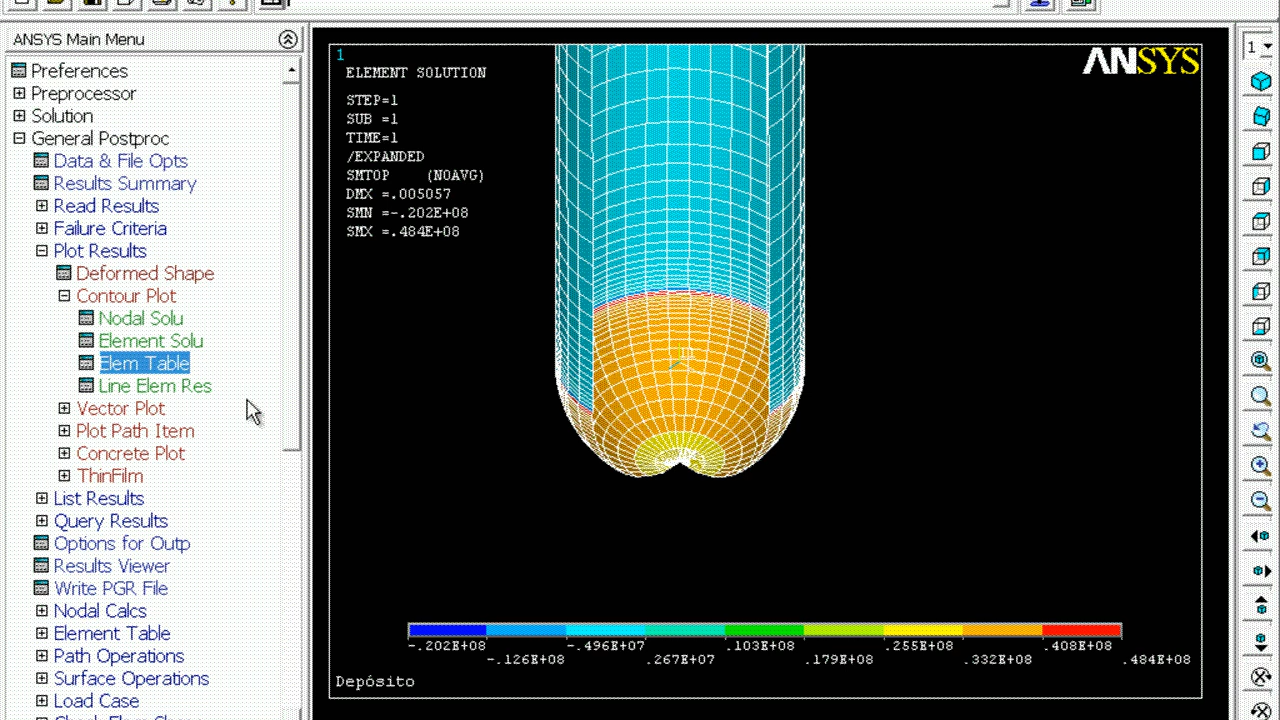 ANSYS Main Menu
Preferences
Preprocessor
Solution
General Postproc
Data & File Opts
Results Summary
Read Results
Failure Criteria
Plot Results
Deformed Shape
Contour Plot
Nodal Solu
Element Solu
Elem Table
Line Elem Res
Vector Plot
Plot Path Item
Concrete Plot
ThinFilm
List Results
Query Results
Options for Outp
Results Viewer
Write PGR File
Nodal Calcs
Element Table
Path Operations
Surface Operations
Load Case
1
ELEMENT SOLUTION
STEP=1
SUB =1
TIME=1
/EXPANDED
SMTOP (NOAVG)
DMX =.005057
SMN =-.202E+08
SMX =.484E+08
ANSYS
-.202E+08 -.496E+07 .103E+08 .255E+08 .408E+08
-.126E+08 .267E+07 .179E+08 .332E+08 .484E+08
Depósito
1